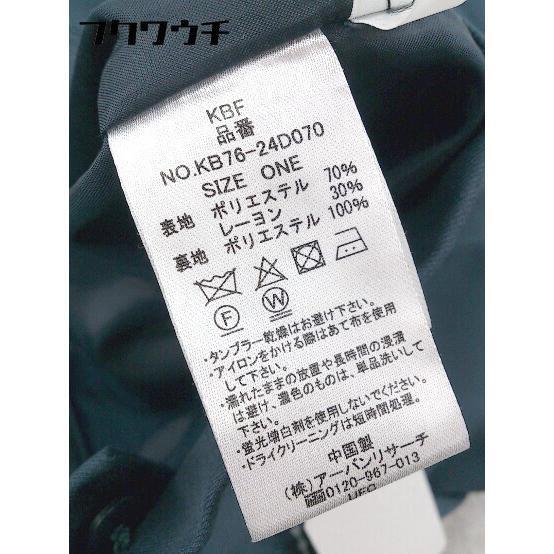 フクワウチ
KBF
品番
NO.KB76-24D070
SIZE ONE
表地 ポリエステル 70%
レーヨン 30%
裏地 ポリエステル 100%
F W
・タンブラー乾燥はお避け下さい。
・アイロンをかける際はあて布を使用
して下さい。
・濡れたままの放置や長時間の浸漬
は避け、濃色のものは、単品洗いして
下さい。
・蛍光増白剤を使用しないでください。
・ドライクリーニングは短時間処理。
中国製
(株)アーバンリサーチ
0120-967-013
UFO